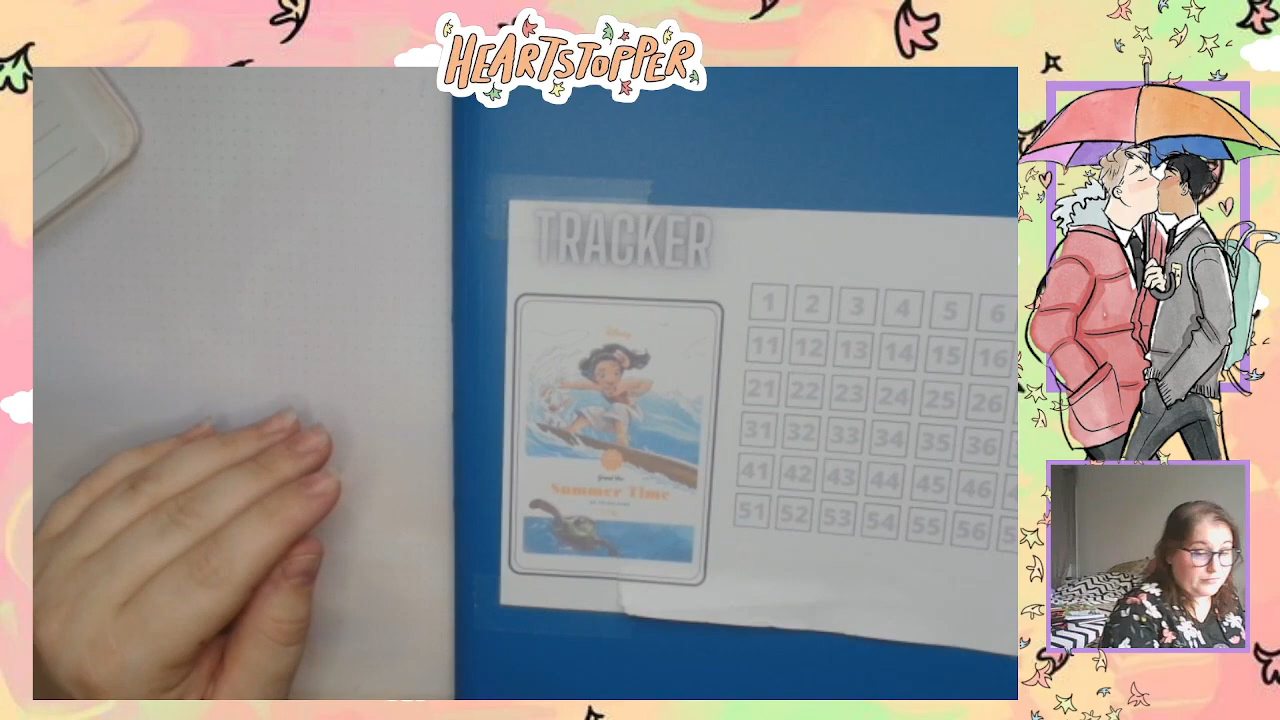 HEARTSTOPPER
TRACKER
1 2 3 4 5 6
11 12 13 14 15 16
21 22 23 24 25 26
31 32 33 34 35 36
41 42 43 44 45 46
51 52 53 54 55 56
Disney
Summer Time